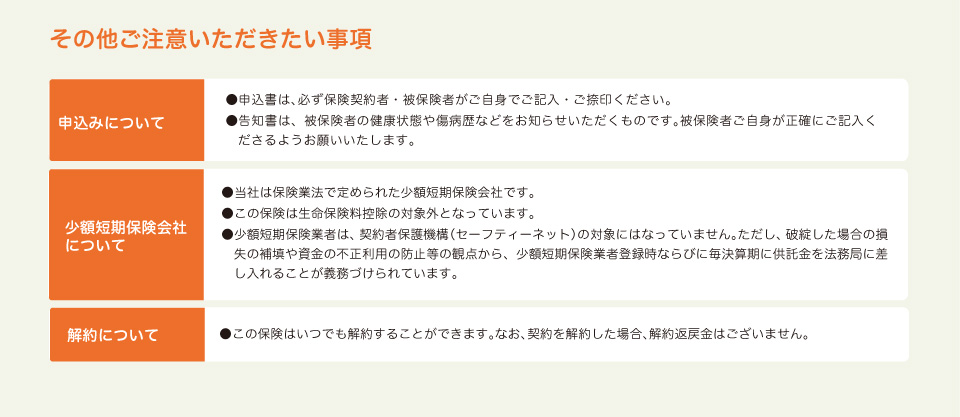 その他ご注意いただきたい事項
申込みについて
●申込書は、必ず保険契約者・被保険者がご自身でご記入・ご捺印ください。
●告知書は、被保険者の健康状態や傷病歴などをお知らせいただくものです。被保険者ご自身が正確にご記入く
ださるようお願いいたします。
少額短期保険会社
について
●当社は保険業法で定められた少額短期保険会社です。
●この保険は生命保険料控除の対象外となっています。
●少額短期保険業者は、契約者保護機構(セーフティーネット)の対象にはなっていません。ただし、破綻した場合の損
失の補填や資金の不正利用の防止等の観点から、少額短期保険業者登録時ならびに毎決算期に供託金を法務局に差
し入れることが義務づけられています。
解約について
●この保険はいつでも解約することができます。なお、契約を解約した場合、解約返戻金はございません。